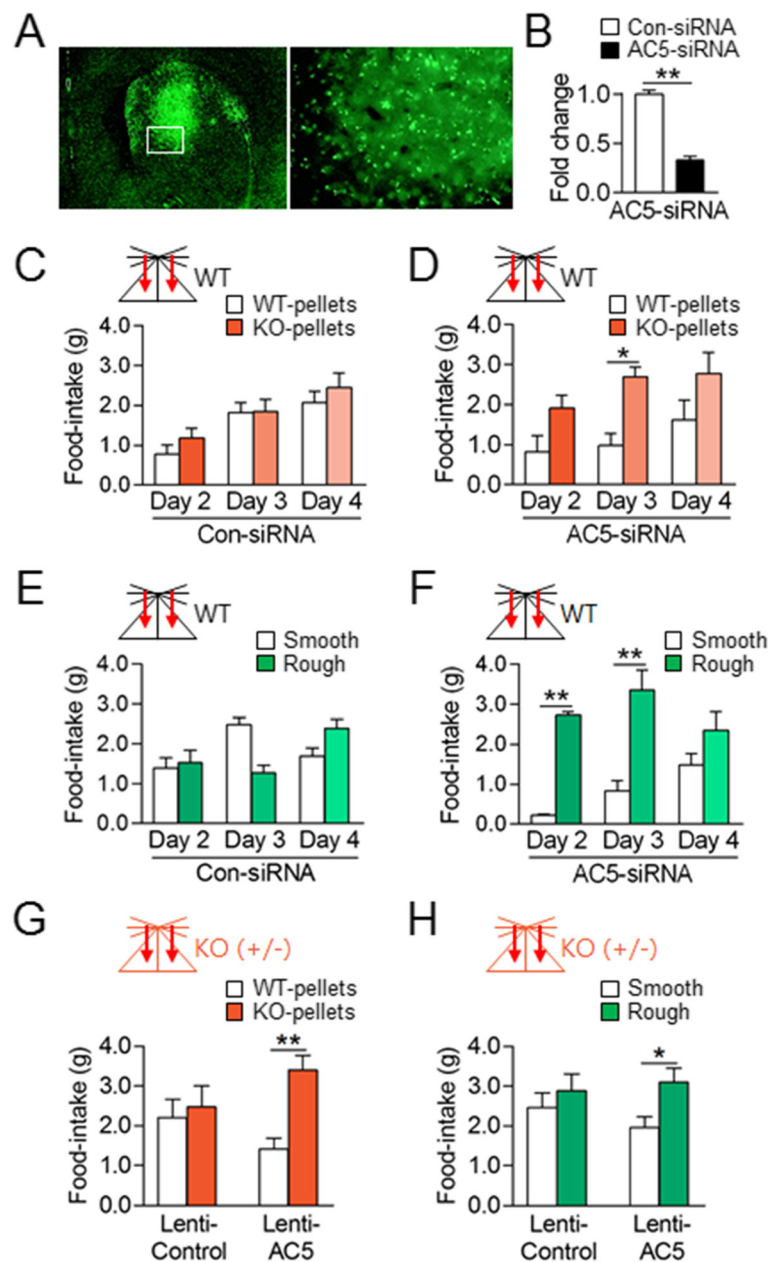 A
B
Con-siRNA
AC5-siRNA
**
Fold change
1.0
0.5
0.0
AC5-siRNA
C
WT
WT-pellets
KO-pellets
Food-intake (g)
4.0
3.0
2.0
1.0
0.0
Day 2 Day 3 Day 4
Con-siRNA
D
WT
WT-pellets
KO-pellets
Food-intake (g)
4.0
3.0
2.0
1.0
0.0
*
Day 2 Day 3 Day 4
AC5-siRNA
E
WT
Smooth
Rough
Food-intake (g)
4.0
3.0
2.0
1.0
0.0
Day 2 Day 3 Day 4
Con-siRNA
F
WT
Smooth
Rough
Food-intake (g)
4.0
3.0
2.0
1.0
0.0
**
**
Day 2 Day 3 Day 4
AC5-siRNA
G
KO (+/-)
WT-pellets
KO-pellets
Food-intake (g)
4.0
3.0
2.0
1.0
0.0
**
Lenti- Lenti-
Control AC5
H
KO (+/-)
Smooth
Rough
Food-intake (g)
4.0
3.0
2.0
1.0
0.0
*
Lenti- Lenti-
Control AC5